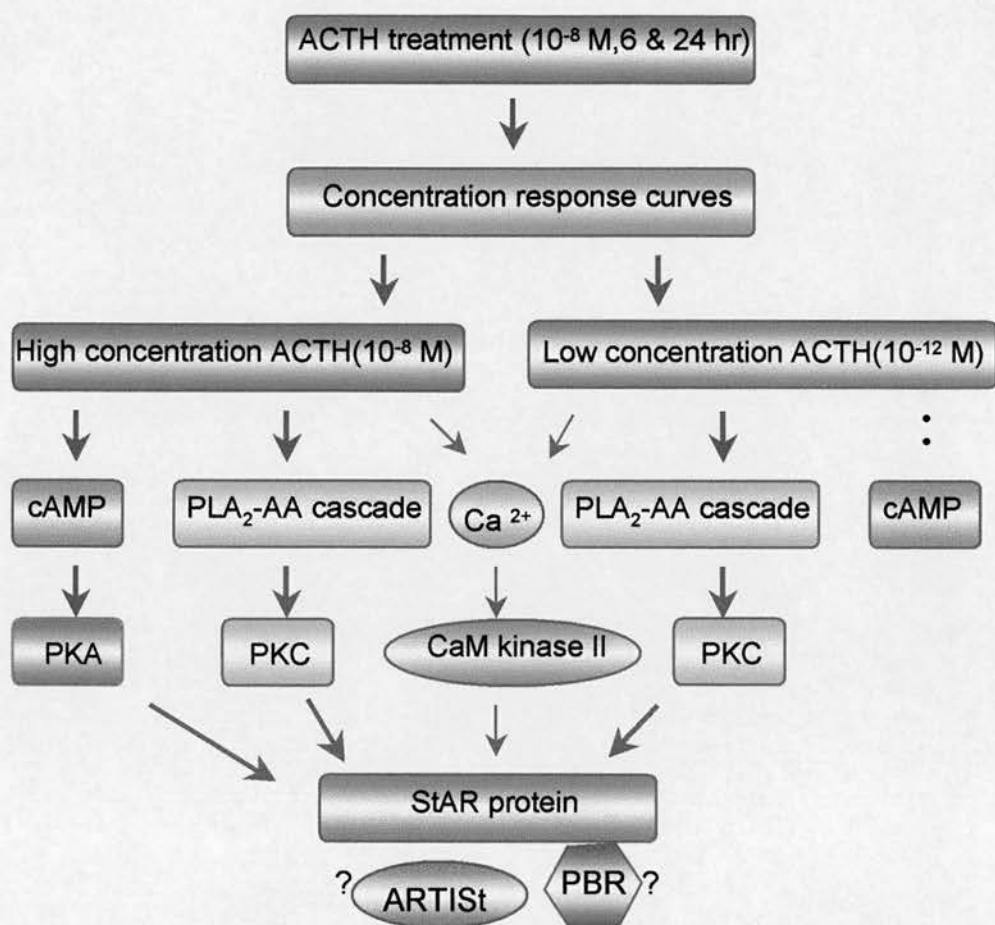 ACTH treatment (10⁻⁸ M,6 & 24 hr)
Concentration response curves
High concentration ACTH(10⁻⁸ M)
Low concentration ACTH(10⁻¹² M)
:
cAMP
PLA₂-AA cascade
Ca ²⁺
PLA₂-AA cascade
cAMP
PKA
PKC
CaM kinase II
PKC
StAR protein
? ARTISt
PBR ?